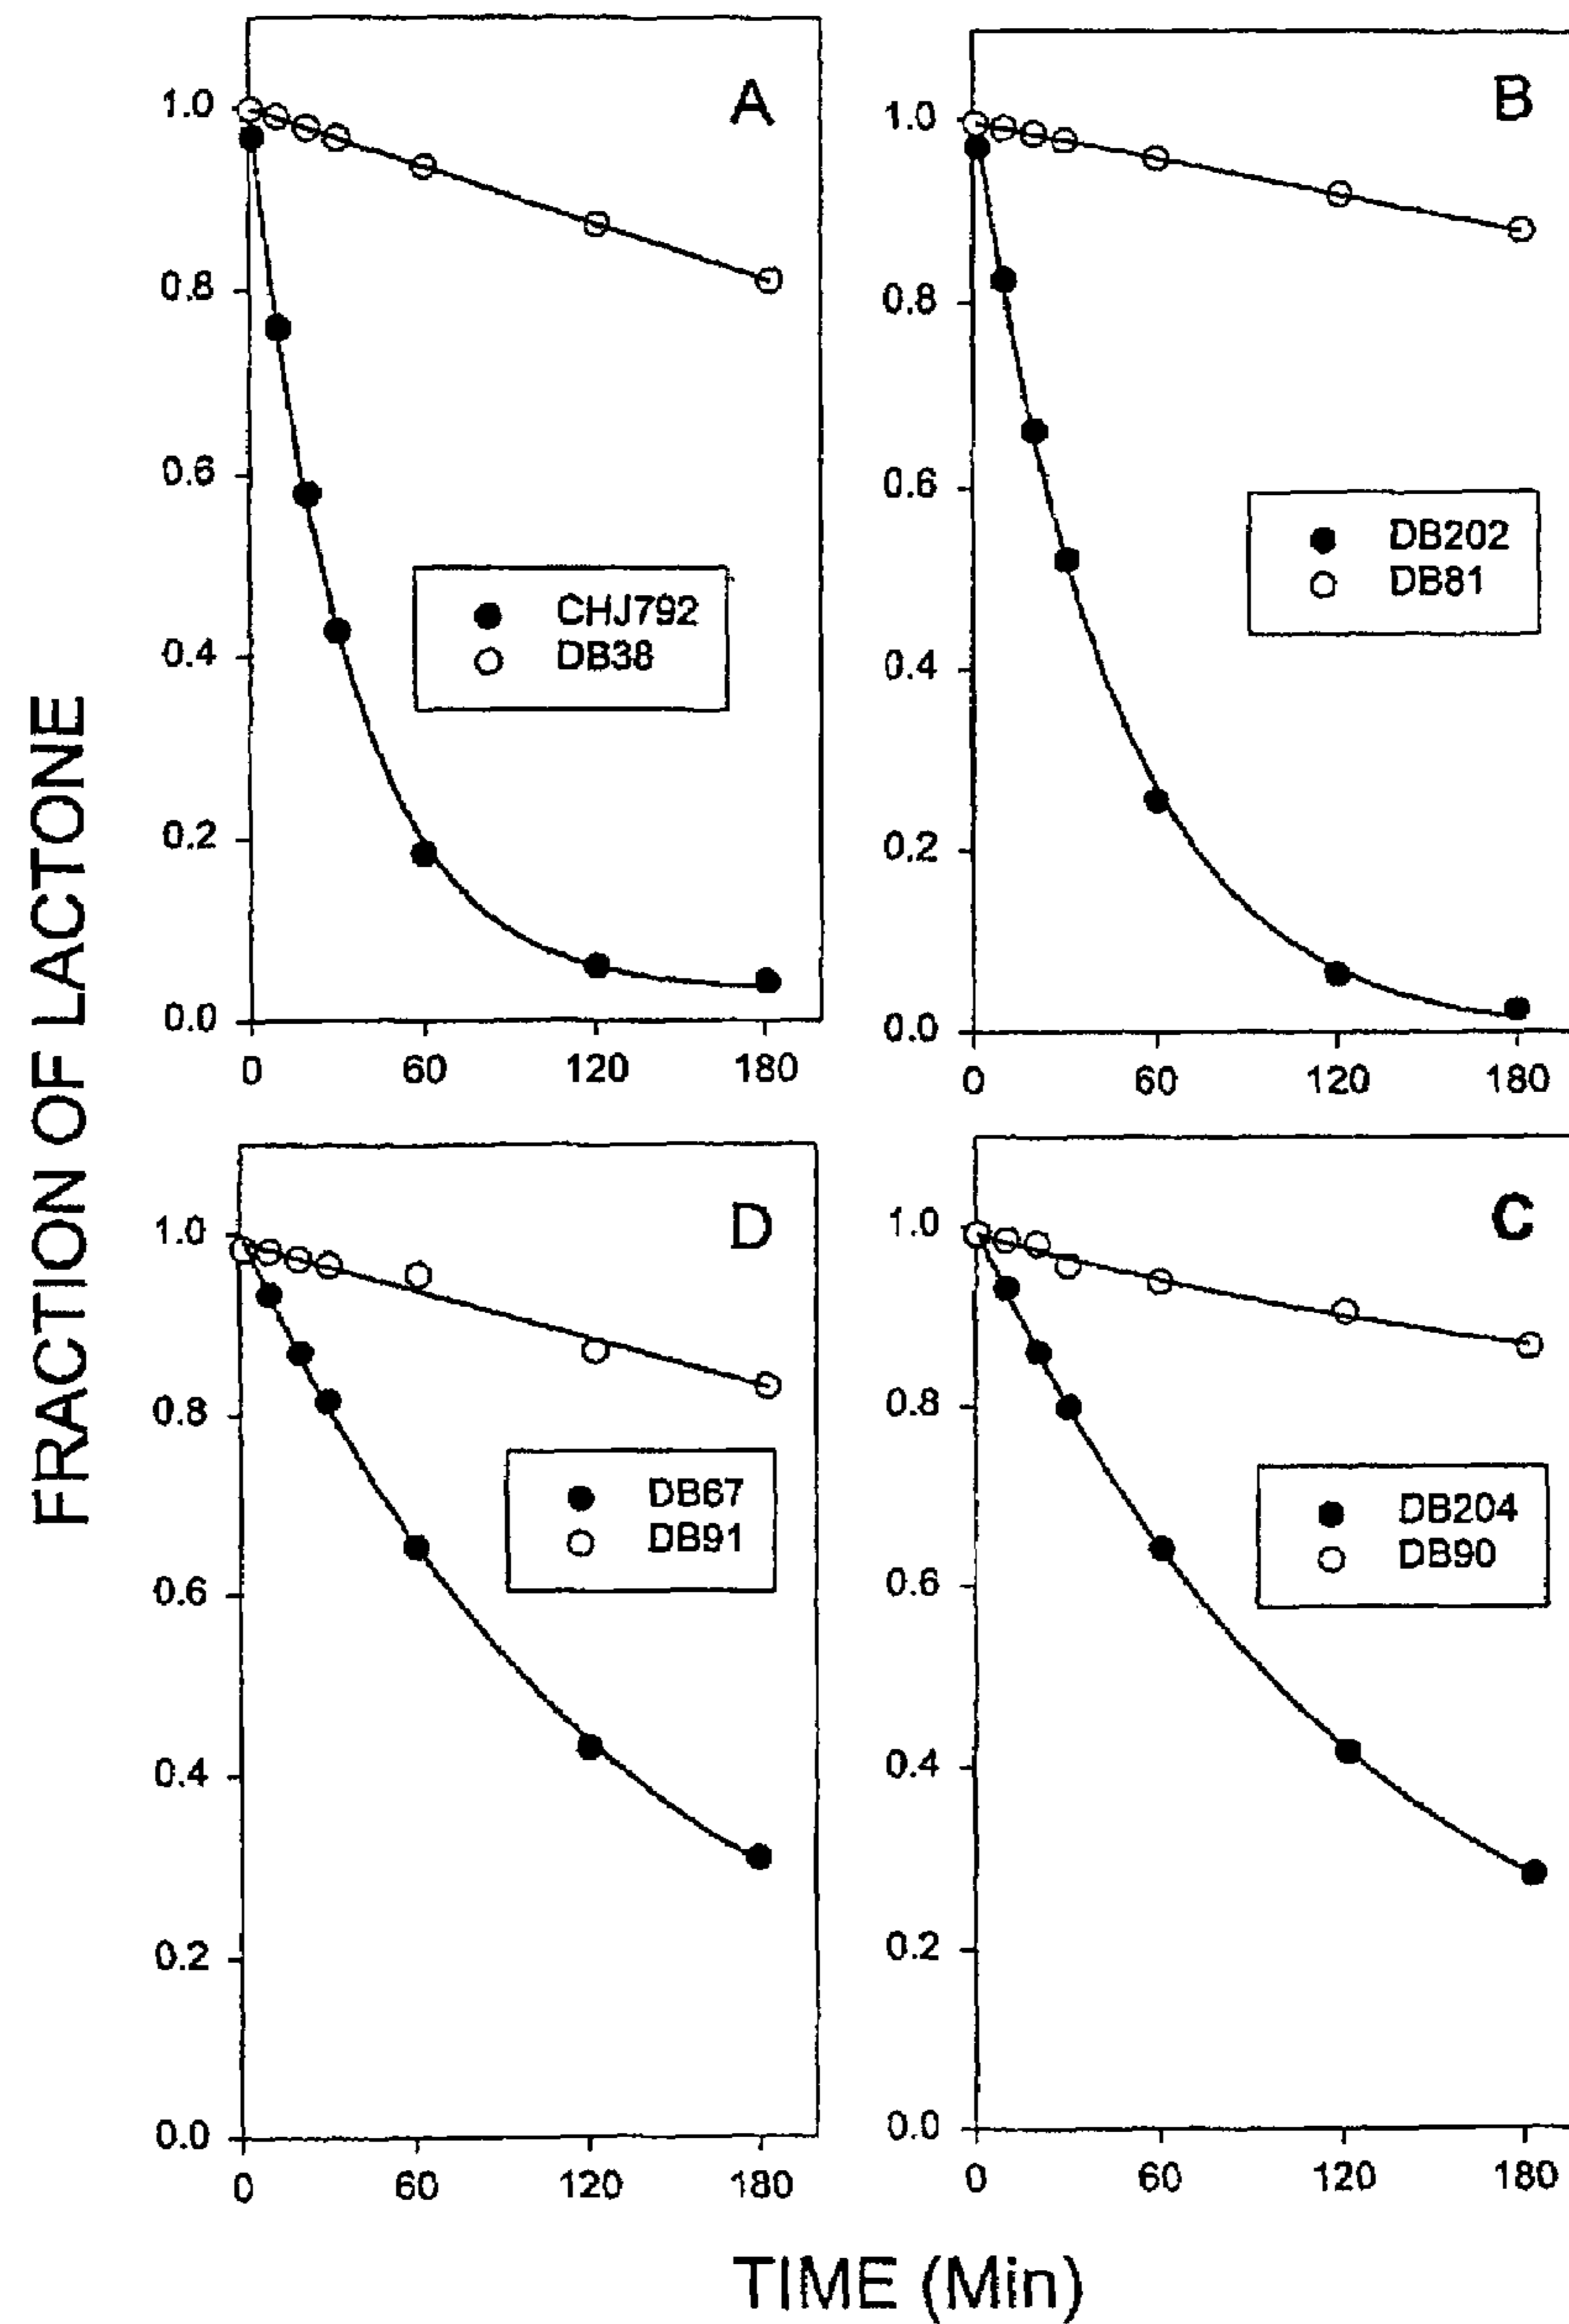 FRACTION OF LACTONE
A
1.0
0.8
0.6
0.4
0.2
0.0
CHJ792
DB38
0 60 120 180
B
1.0
0.8
0.6
0.4
0.2
0.0
DB202
DB81
0 60 120 180
D
1.0
0.8
0.6
0.4
0.2
0.0
DB67
DB91
0 60 120 180
C
1.0
0.8
0.6
0.4
0.2
0.0
DB204
DB90
0 60 120 180
TIME (Min)